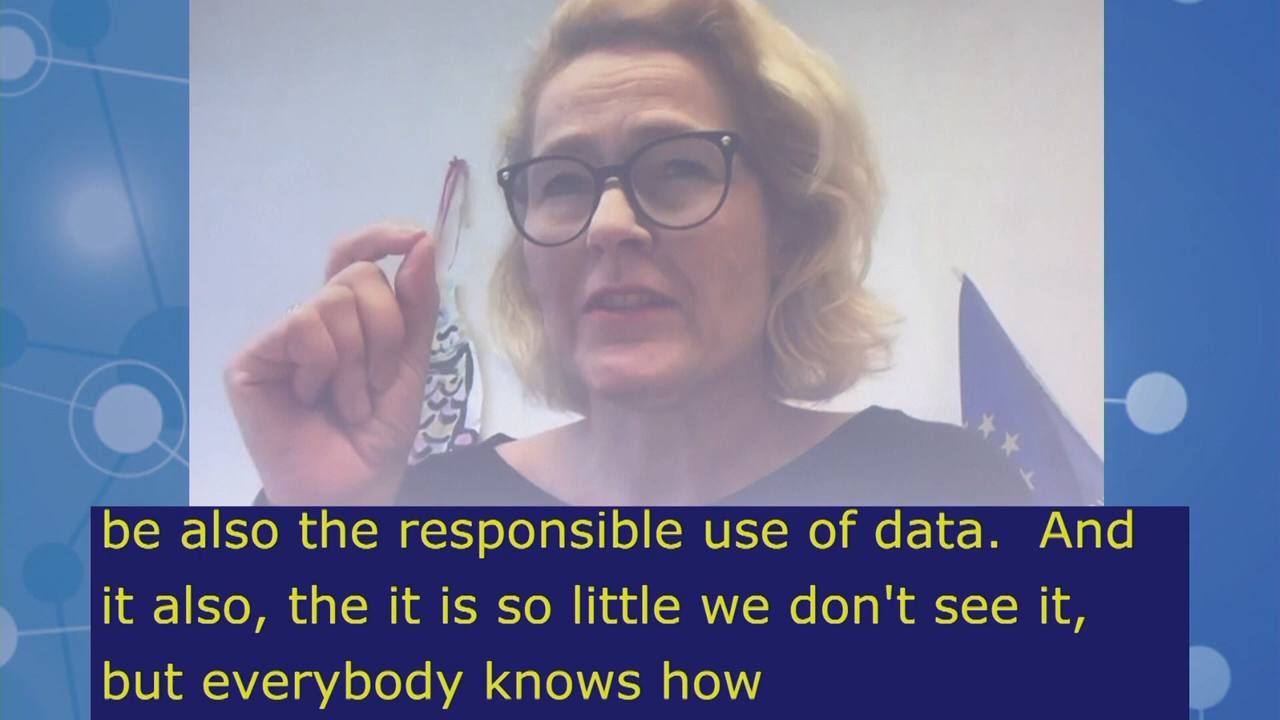 be also the responsible use of data.  And
it also, the it is so little we don't see it,
but everybody knows how